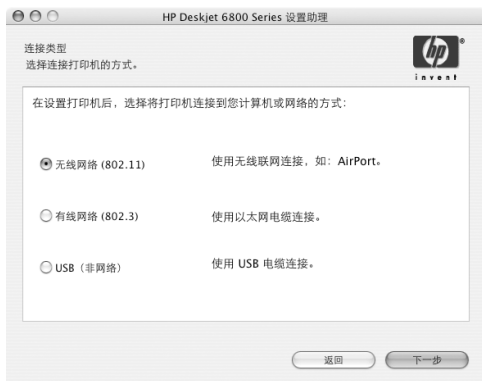 HP Deskjet 6800 Series 设置助理
连接类型
选择连接打印机的方式。
hp
invent
在设置打印机后，选择将打印机连接到您计算机或网络的方式：
无线网络 (802.11)
使用无线联网连接，如：AirPort。
有线网络 (802.3)
使用以太网电缆连接。
USB（非网络）
使用 USB 电缆连接。
返回
下一步